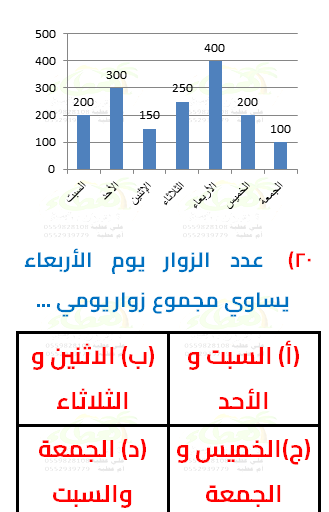 500
400
300
200
100
0
200
300
150
250
400
200
100
السبت
الأحد
الإثنين
الثلاثاء
الأربعاء
الخميس
الجمعة
٢٠) عدد الزوار يوم الأربعاء
يساوي مجموع زوار يومي ...
(أ) السبت و
الأحد
(ب) الاثنين و
الثلاثاء
(ج)الخميس و
الجمعة
(د) الجمعة
والسبت